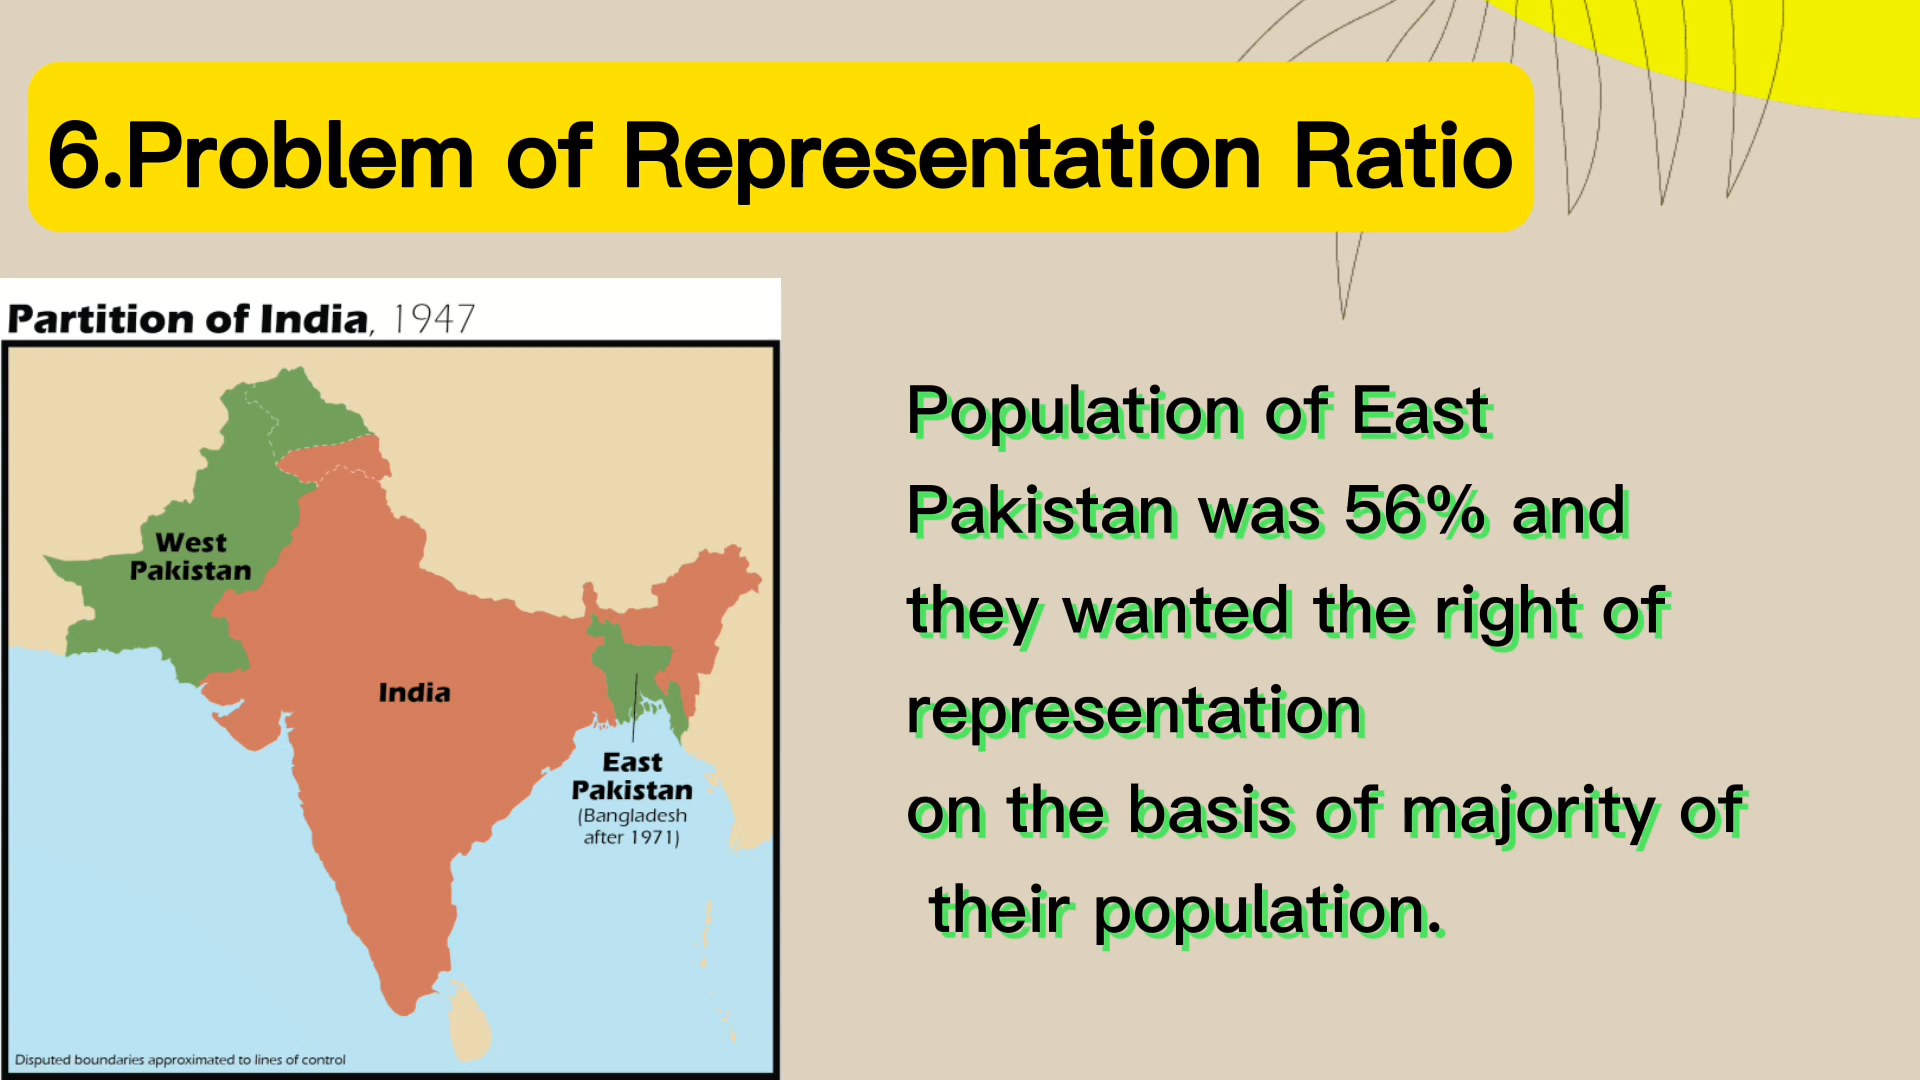 6.Problem of Representation Ratio
Partition of India, 1947
West
Pakistan
India
East
Pakistan
(Bangladesh
after 1971)
Disputed boundaries approximated to lines of control
Population of East
Pakistan was 56% and
they wanted the right of
representation
on the basis of majority of
their population.